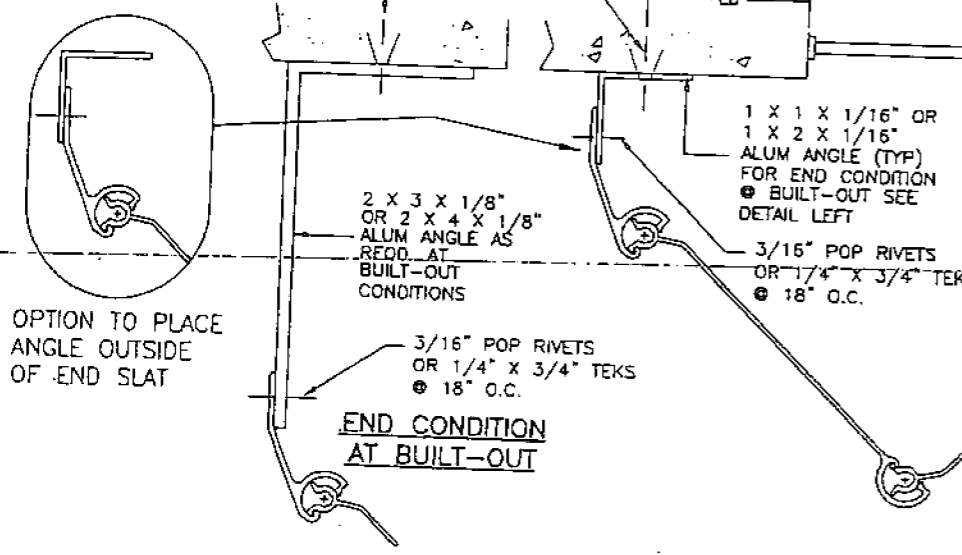 1 X 1 X 1/16" OR
1 X 2 X 1/16"
ALUM ANGLE (TYP)
FOR END CONDITION
@ BUILT-OUT SEE
DETAIL LEFT
2 X 3 X 1/8"
OR 2 X 4 X 1/8"
ALUM ANGLE AS
REQD. AT
BUILT-OUT
CONDITIONS
3/16" POP RIVETS
OR 1/4" X 3/4" TEK
@ 18" O.C.
OPTION TO PLACE
ANGLE OUTSIDE
OF END SLAT
3/16" POP RIVETS
OR 1/4" X 3/4" TEKS
@ 18" O.C.
END CONDITION
AT BUILT-OUT